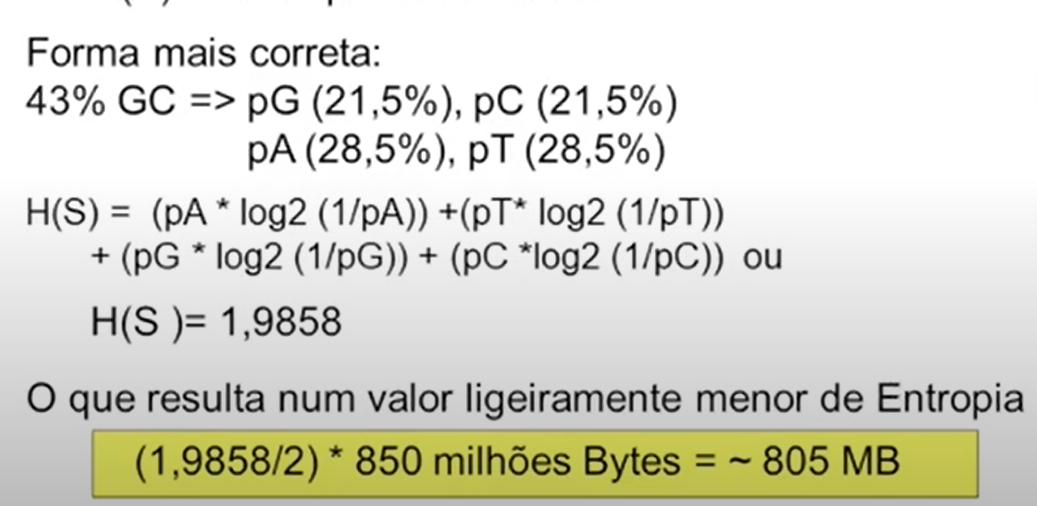 Forma mais correta:
43% GC => pG (21,5%), pC (21,5%)
pA (28,5%), pT (28,5%)
H(S) = (pA * log2 (1/pA)) +(pT* log2 (1/pT))
+ (pG * log2 (1/pG)) + (pC *log2 (1/pC)) ou
H(S )= 1,9858
O que resulta num valor ligeiramente menor de Entropia
(1,9858/2) * 850 milhões Bytes = ~ 805 MB